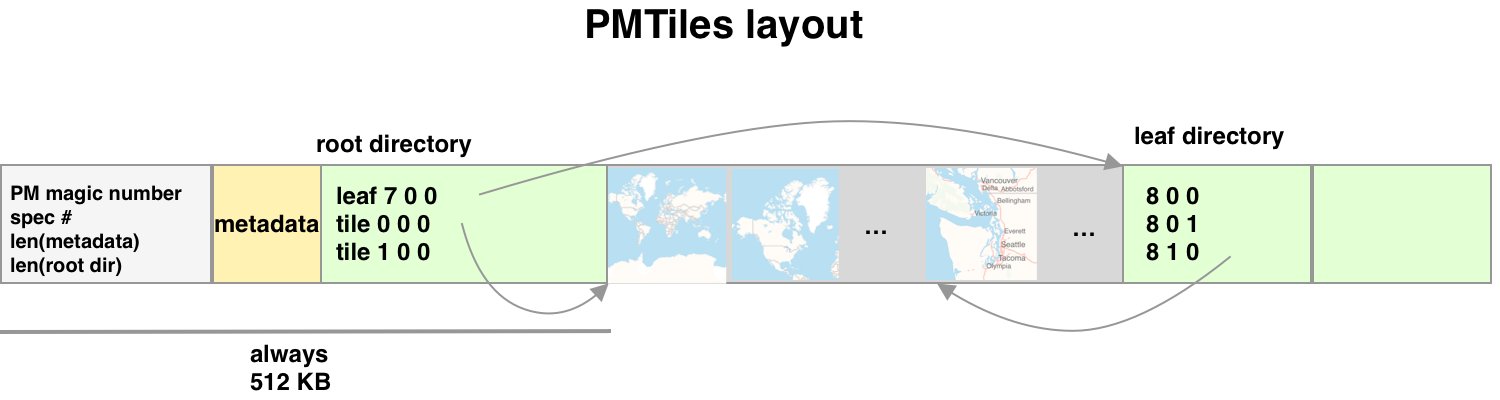 PMTiles layout
root directory
leaf directory
PM magic number
spec #
len(metadata)
len(root dir)
metadata
leaf 7 0 0
tile 0 0 0
tile 1 0 0
...
Vancouver
Delta Abbotsford
Bellingham
Victoria
Everett
Seattle
Tacoma
Olympia
...
8 0 0
8 0 1
8 1 0
always
512 KB